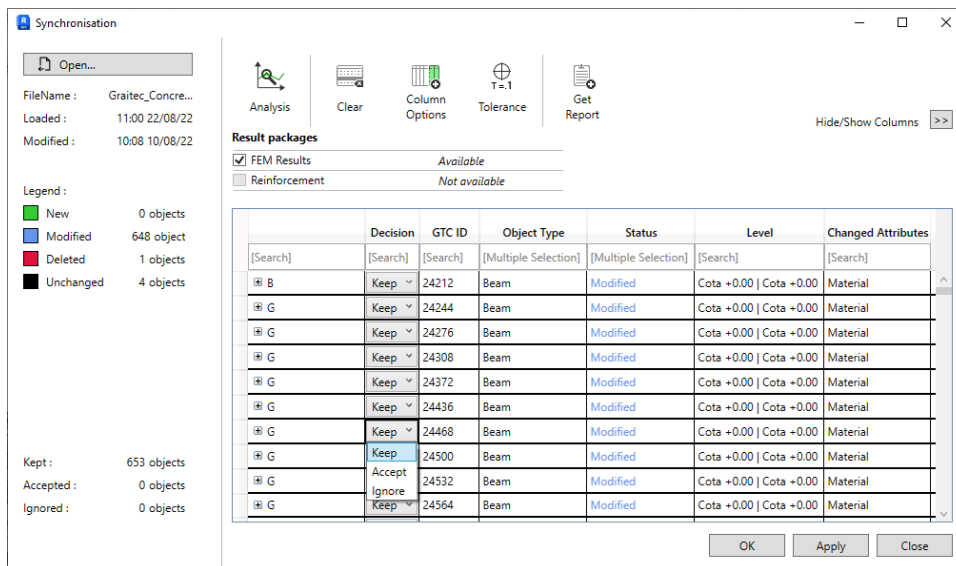 Synchronisation
Open...
FileName : Graitec_Concre...
Loaded : 11:00 22/08/22
Modified : 10:08 10/08/22
Legend :
New 0 objects
Modified 648 object
Deleted 1 objects
Unchanged 4 objects
Kept : 653 objects
Accepted : 0 objects
Ignored : 0 objects
Analysis
Clear
Column
Options
T=.1
Tolerance
Get
Report
Hide/Show Columns >>
Result packages
FEM Results Available
Reinforcement Not available
Decision GTC ID Object Type Status Level Changed Attributes
[Search] [Search] [Search] [Multiple Selection] [Multiple Selection] [Search] [Search]
B Keep 24212 Beam Modified Cota +0.00 | Cota +0.00 Material
G Keep 24244 Beam Modified Cota +0.00 | Cota +0.00 Material
G Keep 24276 Beam Modified Cota +0.00 | Cota +0.00 Material
G Keep 24308 Beam Modified Cota +0.00 | Cota +0.00 Material
G Keep 24372 Beam Modified Cota +0.00 | Cota +0.00 Material
G Keep 24436 Beam Modified Cota +0.00 | Cota +0.00 Material
G Keep 24468 Beam Modified Cota +0.00 | Cota +0.00 Material
G Keep 24500 Beam Modified Cota +0.00 | Cota +0.00 Material
Accept
G 24532 Beam Modified Cota +0.00 | Cota +0.00 Material
Ignore
G Keep 24564 Beam Modified Cota +0.00 | Cota +0.00 Material
OK Apply Close